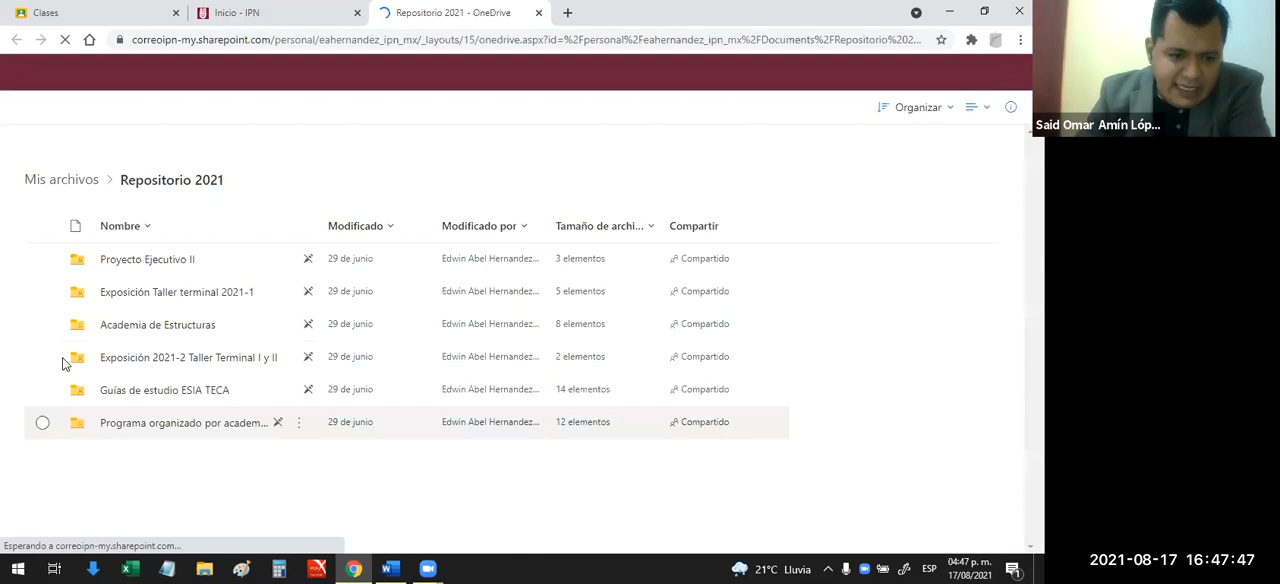 Clases
Inicio - IPN
Repositorio 2021 - OneDrive
correoipn-my.sharepoint.com/personal/eahernandez_ipn_mx/_layouts/15/onedrive.aspx?id=%2Fpersonal%2Feahernandez_ipn_mx%2FDocuments%2FRepositorio%202...
Said Omar Amín Lóp...
Organizar
Mis archivos > Repositorio 2021
Nombre Modificado Modificado por Tamaño de archi... Compartir
Proyecto Ejecutivo II 29 de junio Edwin Abel Hernandez... 3 elementos Compartido
Exposición Taller terminal 2021-1 29 de junio Edwin Abel Hernandez... 5 elementos Compartido
Academia de Estructuras 29 de junio Edwin Abel Hernandez... 8 elementos Compartido
Exposición 2021-2 Taller Terminal I y II 29 de junio Edwin Abel Hernandez... 2 elementos Compartido
Guías de estudio ESIA TECA 29 de junio Edwin Abel Hernandez... 14 elementos Compartido
Programa organizado por academ... 29 de junio Edwin Abel Hernandez... 12 elementos Compartido
Esperando a correoipn-my.sharepoint.com...
21°C Lluvia
ESP
04:47 p. m.
17/08/2021
2021-08-17 16:47:47